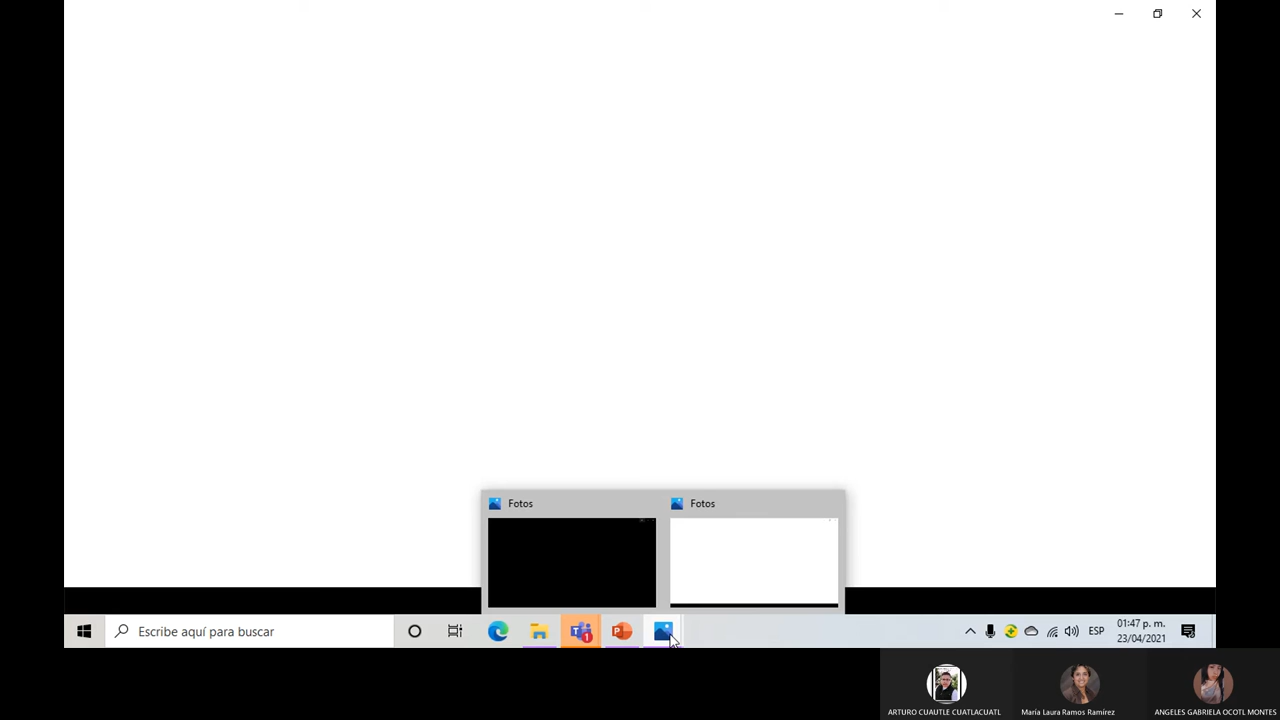 Fotos
Fotos
Escribe aquí para buscar
1
ESP
01:47 p. m.
23/04/2021
ARTURO CUAUTLE CUATLACUATL
María Laura Ramos Ramírez
ANGELES GABRIELA OCOTL MONTES